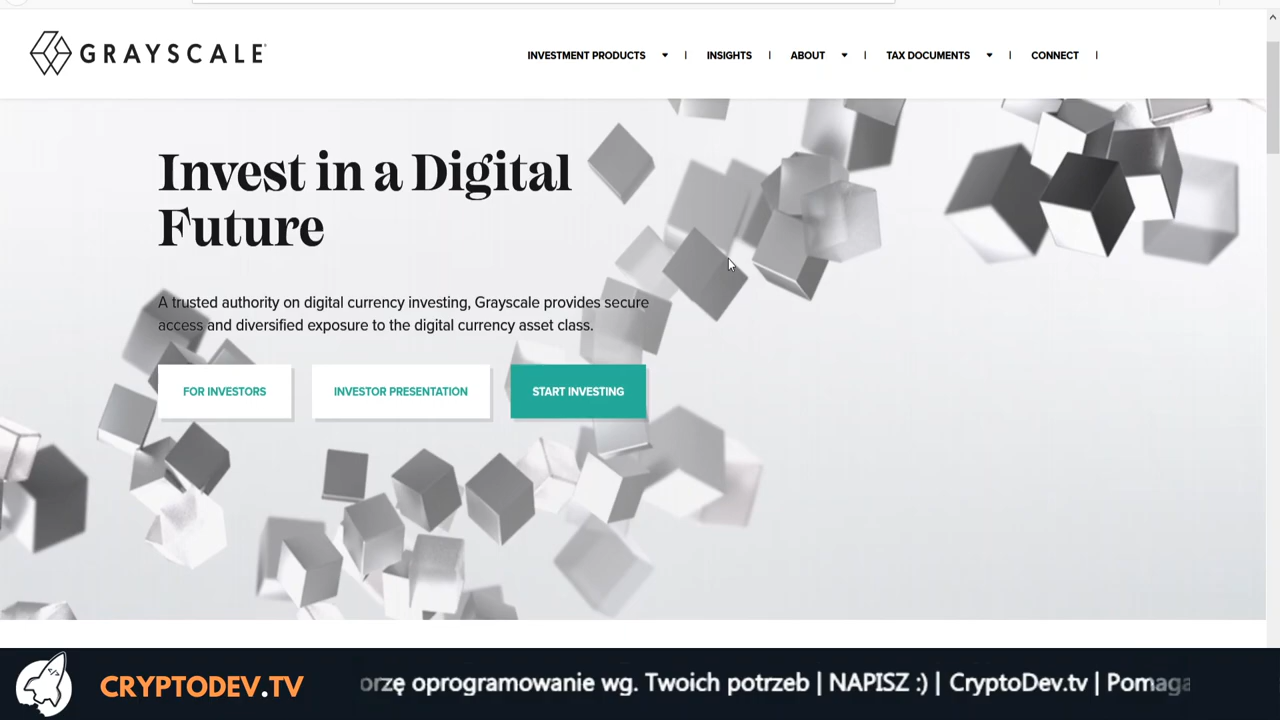 GRAYSCALE®
INVESTMENT PRODUCTS | INSIGHTS | ABOUT | TAX DOCUMENTS | CONNECT |
Invest in a Digital
Future
A trusted authority on digital currency investing, Grayscale provides secure
access and diversified exposure to the digital currency asset class.
FOR INVESTORS
INVESTOR PRESENTATION
START INVESTING
CRYPTODEV.TV
orzę oprogramowanie wg. Twoich potrzeb | NAPISZ :) | CryptoDev.tv | Pomaga